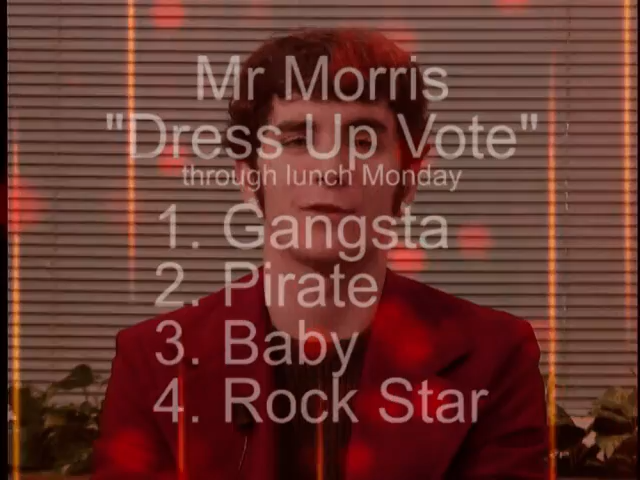 Mr Morris
"Dress Up Vote"
through lunch Monday
1. Gangsta
2. Pirate
3. Baby
4. Rock Star